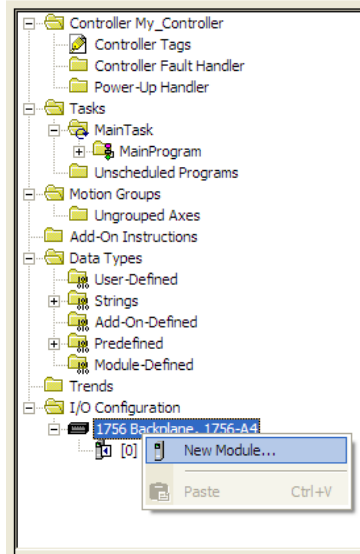 Controller My_Controller
Controller Tags
Controller Fault Handler
Power-Up Handler
Tasks
MainTask
MainProgram
Unscheduled Programs
Motion Groups
Ungrouped Axes
Add-On Instructions
Data Types
User-Defined
Strings
Add-On-Defined
Predefined
Module-Defined
Trends
I/O Configuration
1756 Backplane, 1756-A4
[0]
New Module...
Paste Ctrl+V